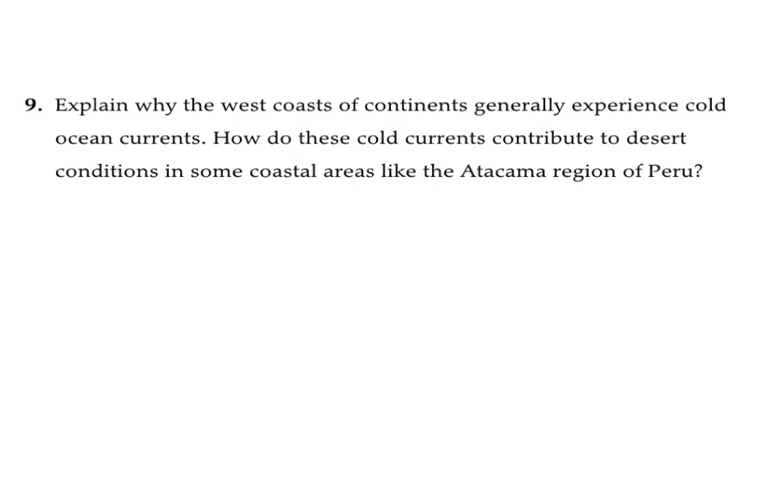 9. Explain why the west coasts of continents generally experience cold
ocean currents. How do these cold currents contribute to desert
conditions in some coastal areas like the Atacama region of Peru?